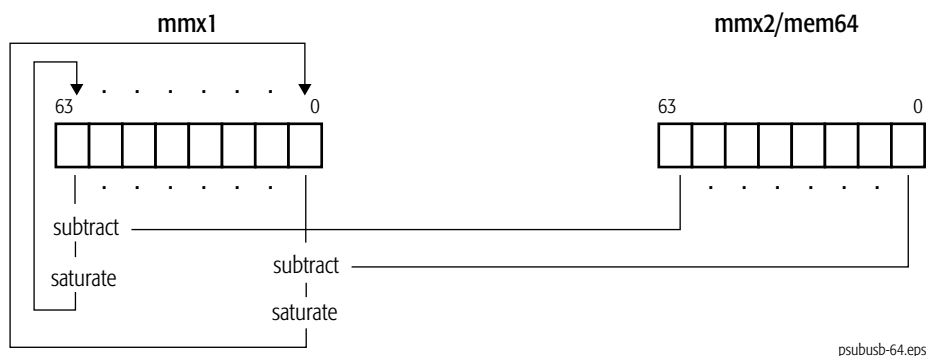 mmx1 mmx2/mem64
. . . . . .
63 0 63 0
. . . . . . . . . . . .
subtract
subtract
saturate
saturate
psubusb-64.eps